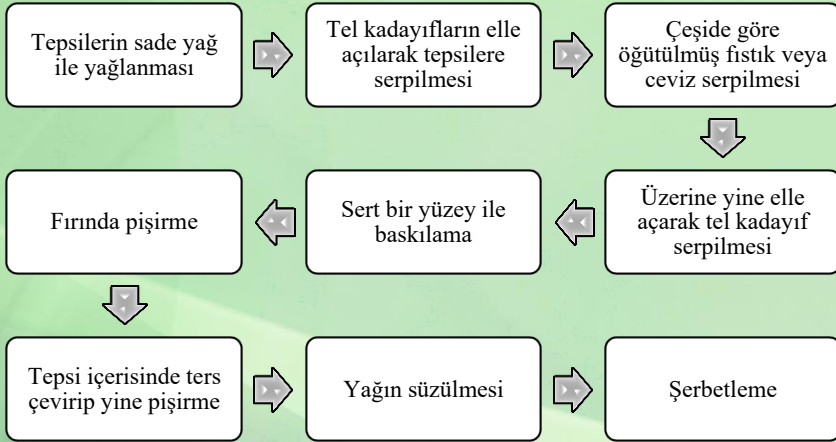 Tepsilerin sade yağ
ile yağlanması
Tel kadayıfların elle
açılarak tepsilere
serpilmesi
Çeşide göre
öğütülmüş fıstık veya
ceviz serpilmesi
Üzerine yine elle
açarak tel kadayıf
serpilmesi
Sert bir yüzey ile
baskılama
Fırında pişirme
Tepsi içerisinde ters
çevirip yine pişirme
Yağın süzülmesi
Şerbetleme